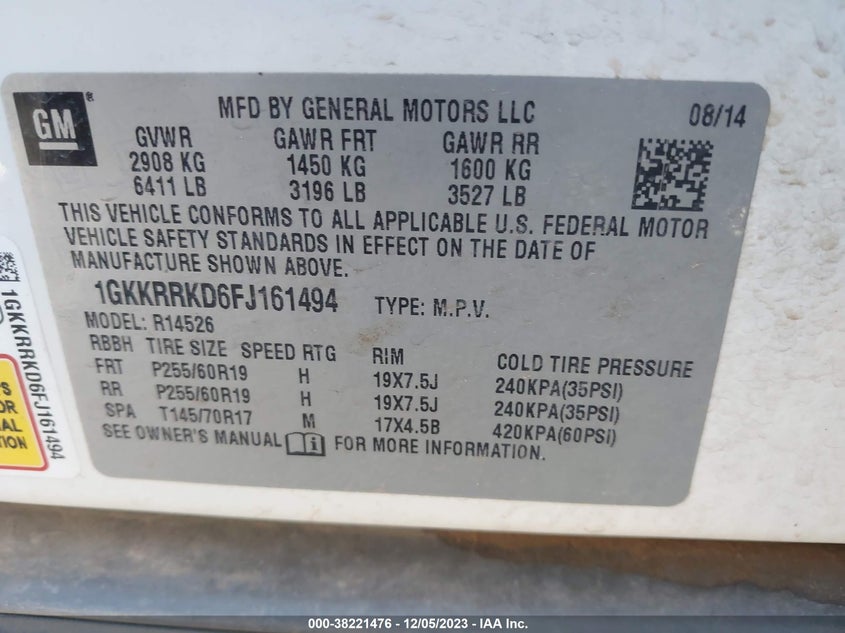 GM®
MFD BY GENERAL MOTORS LLC 08/14
GVWR GAWR FRT GAWR RR
2908 KG 1450 KG 1600 KG
6411 LB 3196 LB 3527 LB
THIS VEHICLE CONFORMS TO ALL APPLICABLE U.S. FEDERAL MOTOR
VEHICLE SAFETY STANDARDS IN EFFECT ON THE DATE OF
MANUFACTURE SHOWN ABOVE.
1GKKRRKD6FJ161494 TYPE: M.P.V.
MODEL: R14526
RBBH TIRE SIZE SPEED RTG RIM COLD TIRE PRESSURE
FRT P255/60R19 H 19X7.5J 240KPA(35PSI)
RR P255/60R19 H 19X7.5J 240KPA(35PSI)
SPA T145/70R17 M 17X4.5B 420KPA(60PSI)
SEE OWNER'S MANUAL FOR MORE INFORMATION.
1GKKRRKD6FJ161494
000-38221476 - 12/05/2023 - IAA Inc.